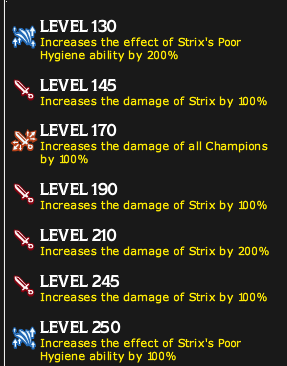 LEVEL 130
Increases the effect of Strix's Poor
Hygiene ability by 200%
LEVEL 145
Increases the damage of Strix by 100%
LEVEL 170
Increases the damage of all Champions
by 100%
LEVEL 190
Increases the damage of Strix by 100%
LEVEL 210
Increases the damage of Strix by 200%
LEVEL 245
Increases the damage of Strix by 100%
LEVEL 250
Increases the effect of Strix's Poor
Hygiene ability by 100%